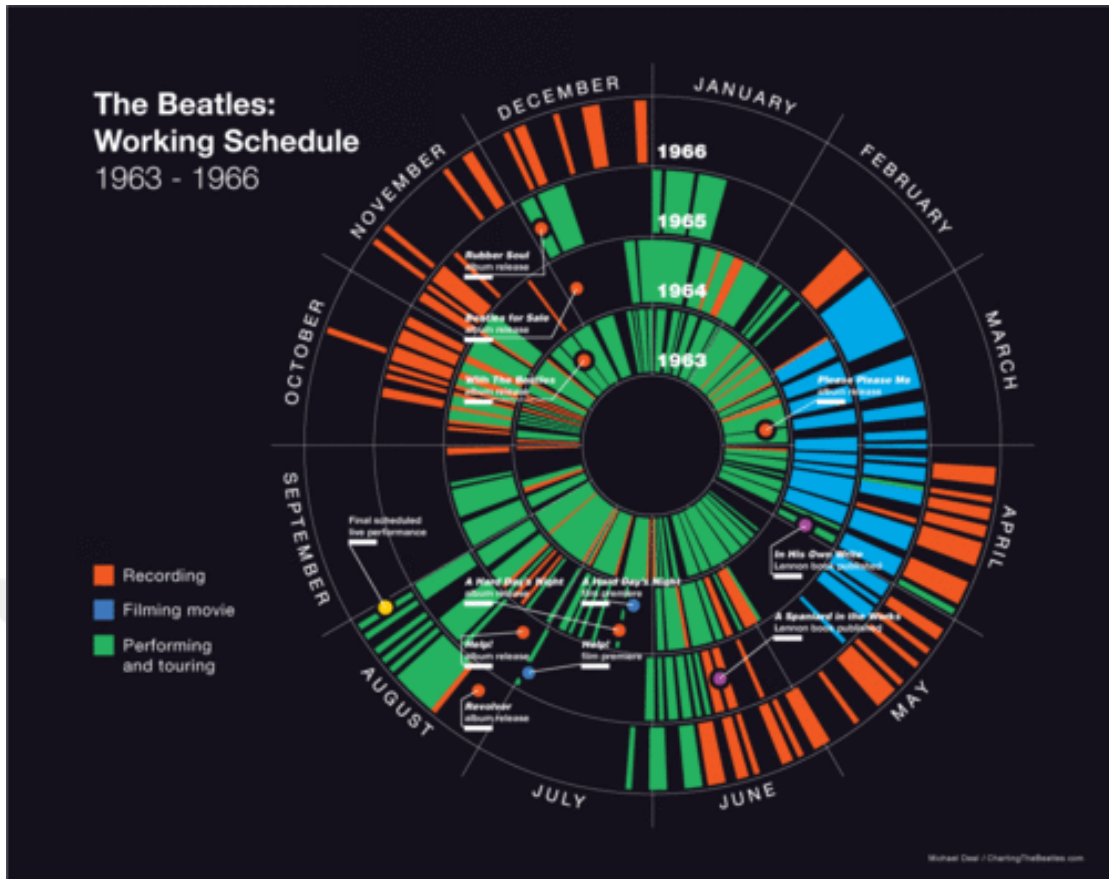 The Beatles:
Working Schedule
1963 - 1966
JANUARY
FEBRUARY
MARCH
APRIL
MAY
JUNE
JULY
AUGUST
SEPTEMBER
OCTOBER
NOVEMBER
DECEMBER
1966
1965
1964
1963
Rubber Soul
album release
Beatles for Sale
album release
With The Beatles
album release
Please Please Me
album release
Final scheduled
live performance
In His Own Write
Lennon book published
A Spaniard in the Works
Lennon book published
A Hard Day's Night
album release
A Hard Day's Night
film premiere
Help!
album release
Help!
film premiere
Revolver
album release
Recording
Filming movie
Performing
and touring
Michael Deal / ChartingTheBeatles.com